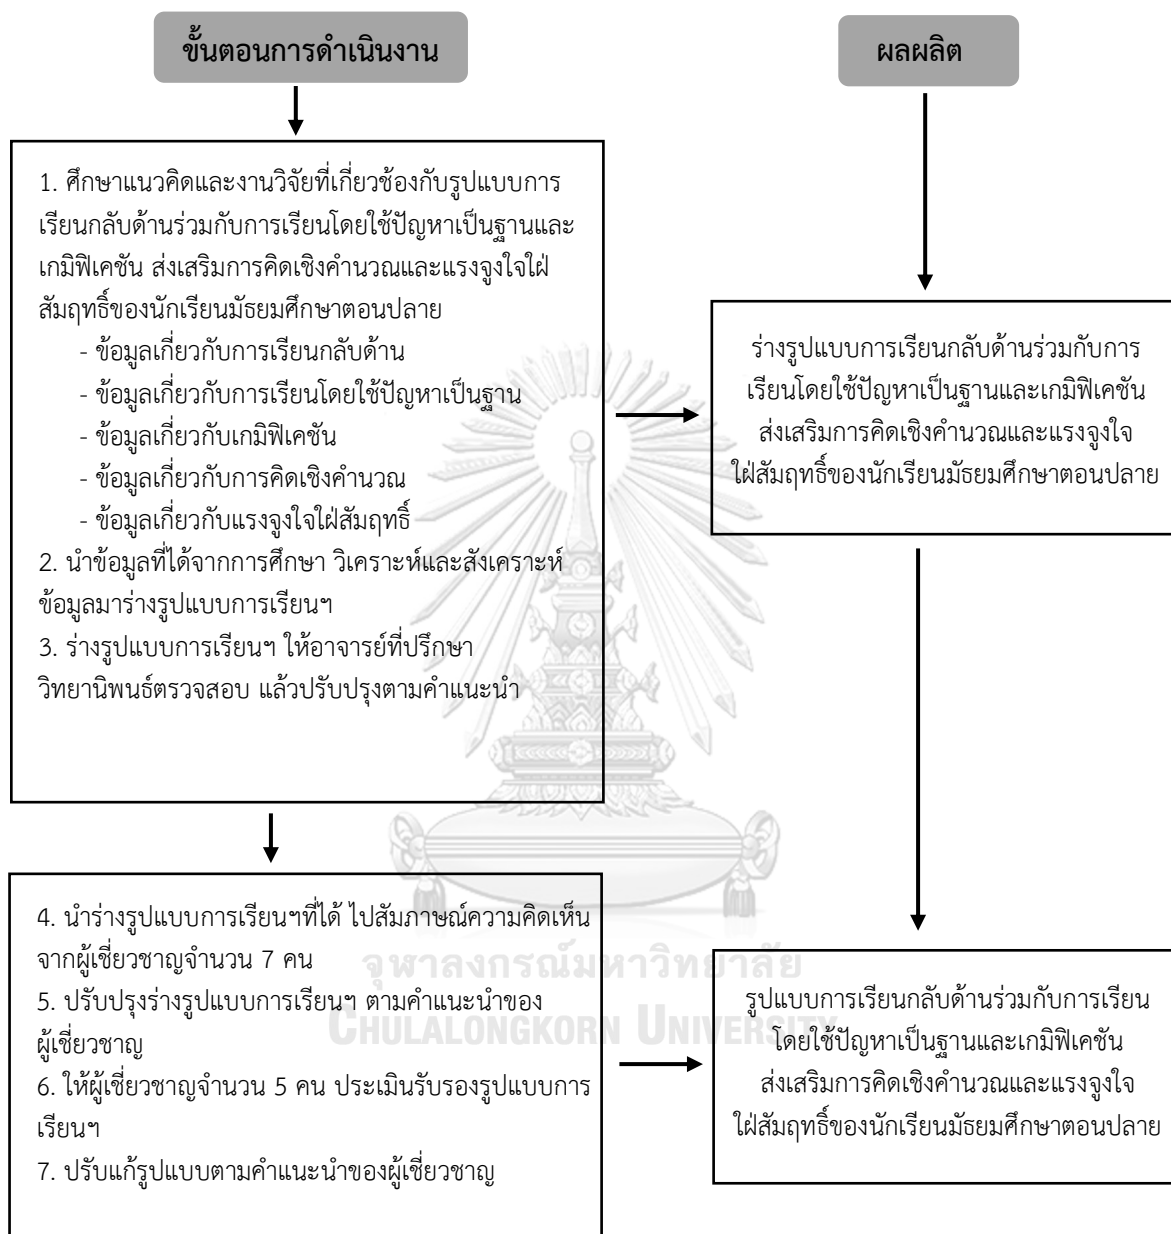 ขั้นตอนการดำเนินงาน
ผลผลิต
1. ศึกษาแนวคิดและงานวิจัยที่เกี่ยวช้องกับรูปแบบการ
เรียนกลับด้านร่วมกับการเรียนโดยใช้ปัญหาเป็นฐานและ
เกมิฟิเคชัน ส่งเสริมการคิดเชิงคำนวณและแรงจูงใจใฝ่
สัมฤทธิ์ของนักเรียนมัธยมศึกษาตอนปลาย
- ข้อมูลเกี่ยวกับการเรียนกลับด้าน
- ข้อมูลเกี่ยวกับการเรียนโดยใช้ปัญหาเป็นฐาน
- ข้อมูลเกี่ยวกับเกมิฟิเคชัน
- ข้อมูลเกี่ยวกับการคิดเชิงคำนวณ
- ข้อมูลเกี่ยวกับแรงจูงใจใฝ่สัมฤทธิ์
2. นำข้อมูลที่ได้จากการศึกษา วิเคราะห์และสังเคราะห์
ข้อมูลมาร่างรูปแบบการเรียนฯ
3. ร่างรูปแบบการเรียนฯ ให้อาจารย์ที่ปรึกษา
วิทยานิพนธ์ตรวจสอบ แล้วปรับปรุงตามคำแนะนำ
ร่างรูปแบบการเรียนกลับด้านร่วมกับการ
เรียนโดยใช้ปัญหาเป็นฐานและเกมิฟิเคชัน
ส่งเสริมการคิดเชิงคำนวณและแรงจูงใจ
ใฝ่สัมฤทธิ์ของนักเรียนมัธยมศึกษาตอนปลาย
4. นำร่างรูปแบบการเรียนฯที่ได้ ไปสัมภาษณ์ความคิดเห็น
จากผู้เชี่ยวชาญจำนวน 7 คน
5. ปรับปรุงร่างรูปแบบการเรียนฯ ตามคำแนะนำของ
ผู้เชี่ยวชาญ
6. ให้ผู้เชี่ยวชาญจำนวน 5 คน ประเมินรับรองรูปแบบการ
เรียนฯ
7. ปรับแก้รูปแบบตามคำแนะนำของผู้เชี่ยวชาญ
รูปแบบการเรียนกลับด้านร่วมกับการเรียน
โดยใช้ปัญหาเป็นฐานและเกมิฟิเคชัน
ส่งเสริมการคิดเชิงคำนวณและแรงจูงใจ
ใฝ่สัมฤทธิ์ของนักเรียนมัธยมศึกษาตอนปลาย
จุฬาลงกรณ์มหาวิทยาลัย
CHULALONGKORN UNIVERSITY